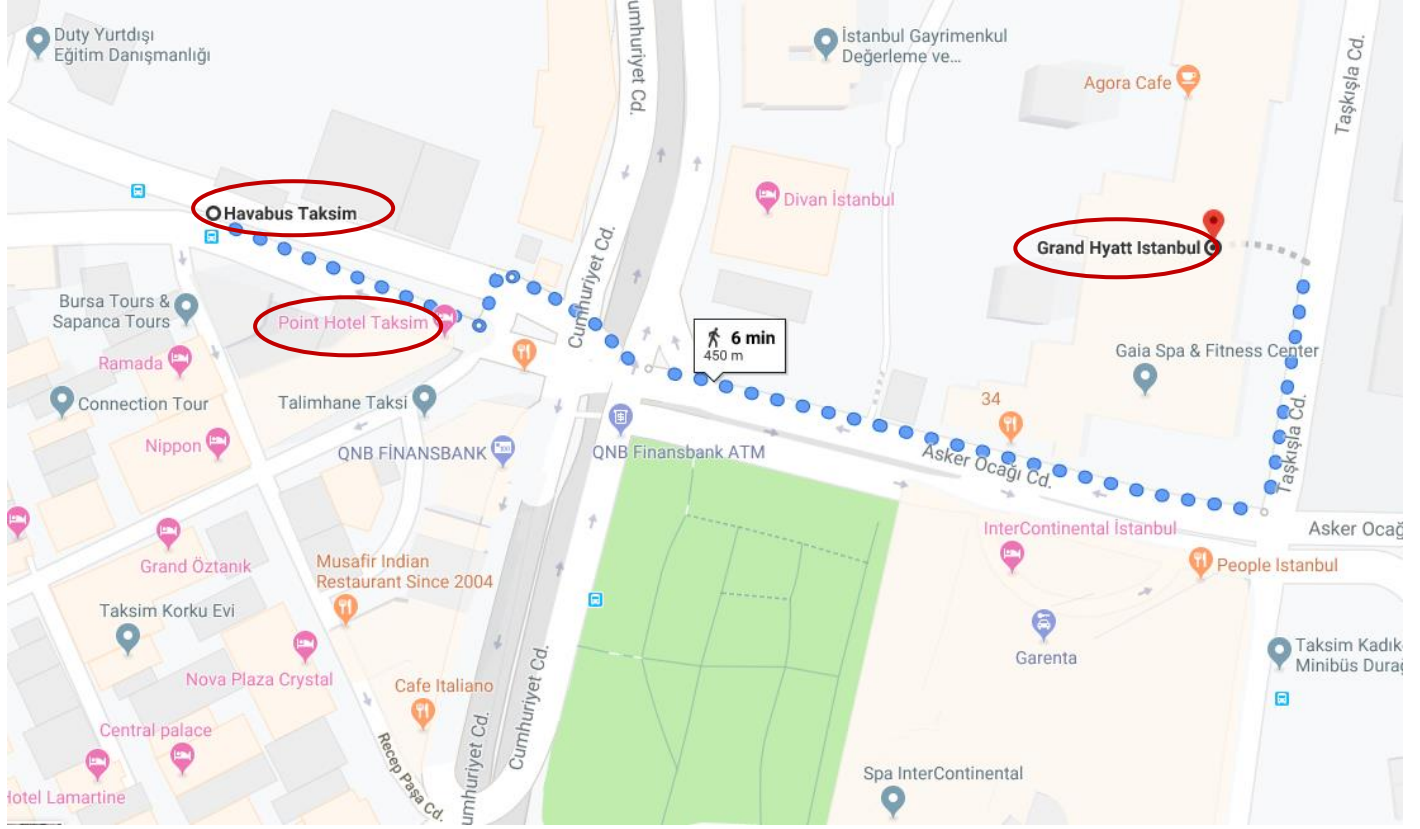 Duty Yurtdışı
Eğitim Danışmanlığı
umhuriyet Cd.
İstanbul Gayrimenkul
Değerleme ve...
Agora Cafe
Taşkışla Cd.
Havabus Taksim
Divan İstanbul
Grand Hyatt Istanbul
Cumhuriyet Cd.
Bursa Tours &
Sapanca Tours
Point Hotel Taksim
6 min
450 m
Ramada
Gaia Spa & Fitness Center
Connection Tour
Talimhane Taksi
34
Taşkışla Cd.
Nippon
QNB FİNANSBANK
QNB Finansbank ATM
Asker Ocağı Cd.
InterContinental İstanbul
Asker Ocağ
Grand Öztanık
Musafir Indian
Restaurant Since 2004
People Istanbul
Taksim Korku Evi
Garenta
Taksim Kadık
Minibüs Durağ
Nova Plaza Crystal
Cafe Italiano
Cumhuriyet Cd.
Central palace
Recep Paşa Cd.
umhuriyet Cd.
Spa InterContinental
Hotel Lamartine